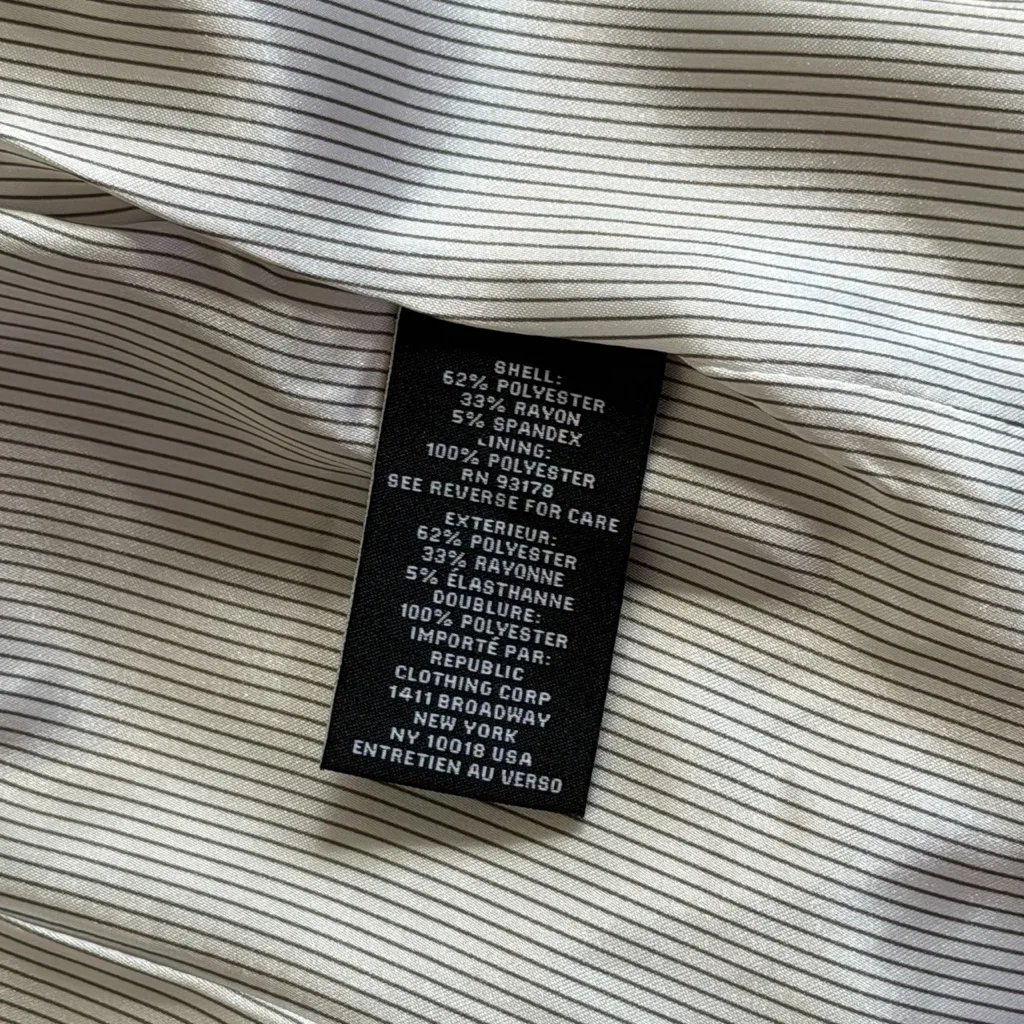 SHELL:
62% POLYESTER
33% RAYON
5% SPANDEX
LINING:
100% POLYESTER
RN 93178
SEE REVERSE FOR CARE
EXTERIEUR:
62% POLYESTER
33% RAYONNE
5% ÉLASTHANNE
DOUBLURE:
100% POLYESTER
IMPORTÉ PAR:
REPUBLIC
CLOTHING CORP
1411 BROADWAY
NEW YORK
NY 10018 USA
ENTRETIEN AU VERSO